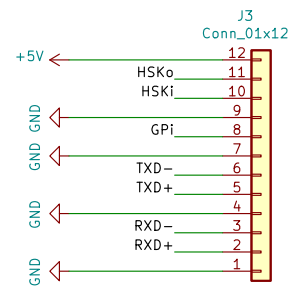 J3
Conn_01x12
+5V 12
HSKo 11
HSKi 10
GND 9
GPi 8
GND 7
TXD- 6
TXD+ 5
GND 4
RXD- 3
RXD+ 2
GND 1